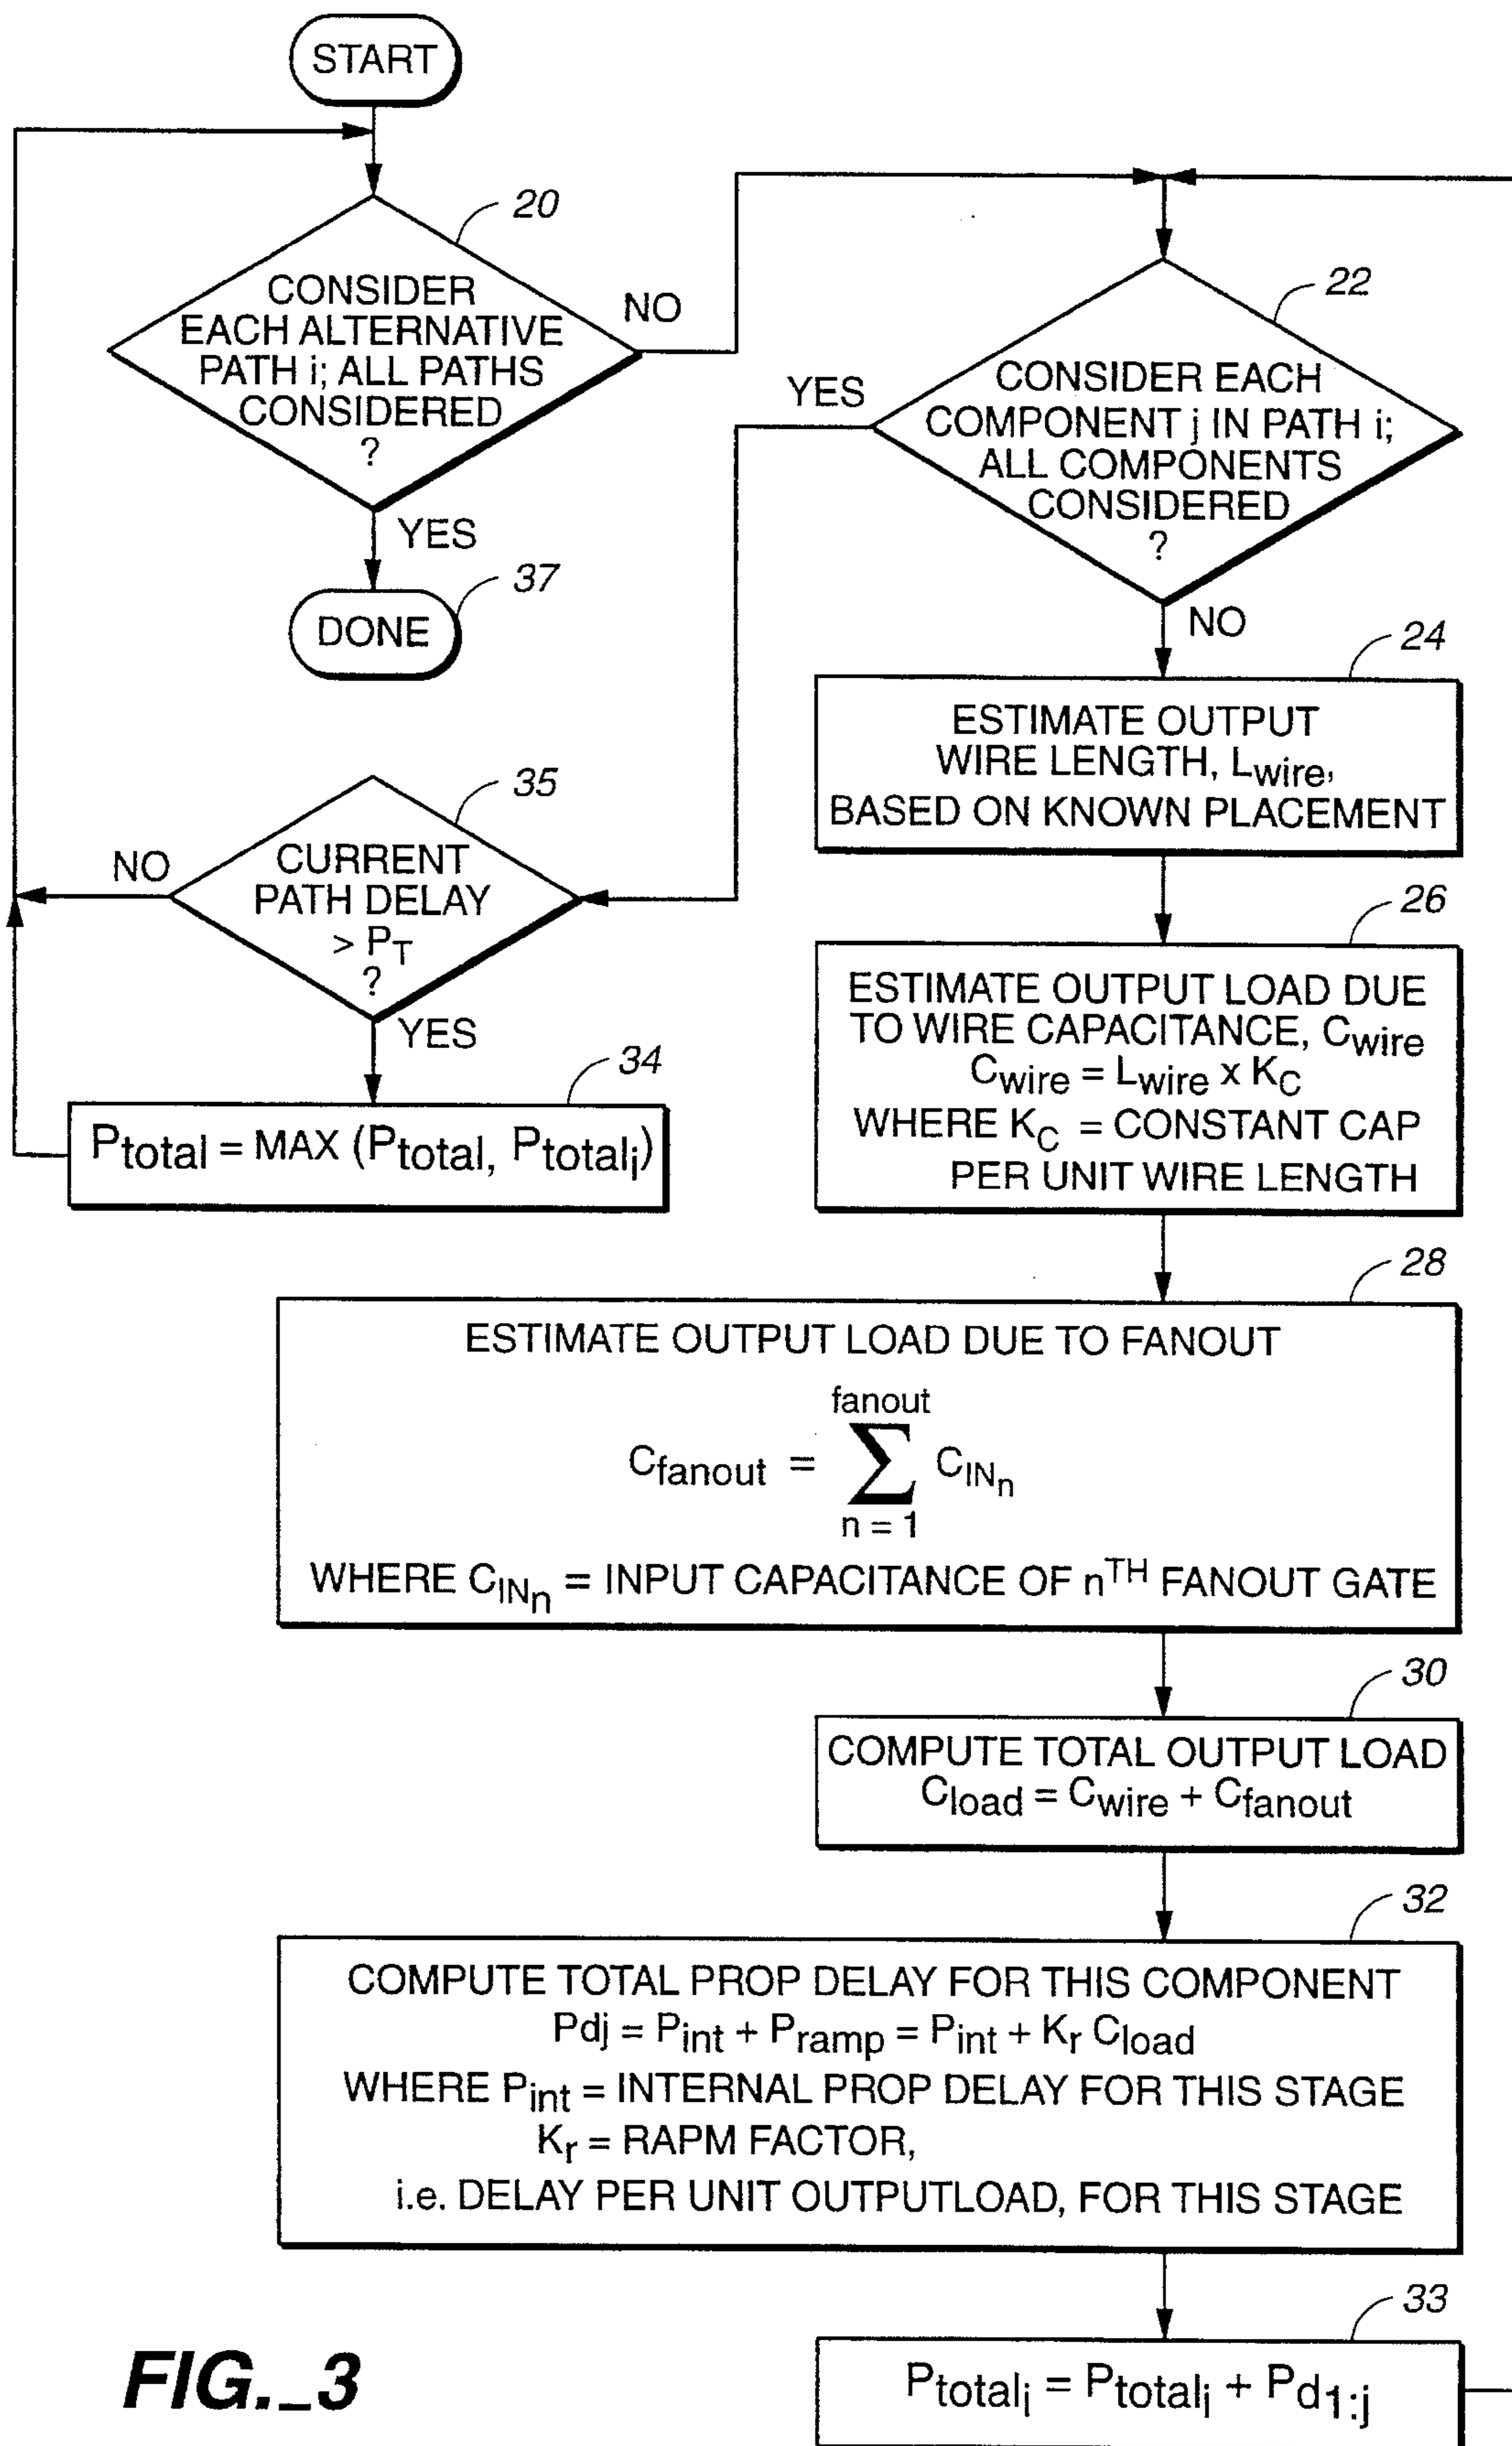 START
20
CONSIDER
EACH ALTERNATIVE
PATH i; ALL PATHS
CONSIDERED
?
NO
YES
37
DONE
22
CONSIDER EACH
COMPONENT j IN PATH i;
ALL COMPONENTS
CONSIDERED
?
YES
NO
24
ESTIMATE OUTPUT
WIRE LENGTH, Lwire,
BASED ON KNOWN PLACEMENT
35
CURRENT
PATH DELAY
> PT
?
NO
YES
34
Ptotal = MAX (Ptotal, Ptotali)
26
ESTIMATE OUTPUT LOAD DUE
TO WIRE CAPACITANCE, Cwire
Cwire = Lwire x KC
WHERE KC = CONSTANT CAP
PER UNIT WIRE LENGTH
28
ESTIMATE OUTPUT LOAD DUE TO FANOUT
fanout
Cfanout = ∑ CINn
n = 1
WHERE CINn = INPUT CAPACITANCE OF nTH FANOUT GATE
30
COMPUTE TOTAL OUTPUT LOAD
Cload = Cwire + Cfanout
32
COMPUTE TOTAL PROP DELAY FOR THIS COMPONENT
Pdj = Pint + Pramp = Pint + Kr Cload
WHERE Pint = INTERNAL PROP DELAY FOR THIS STAGE
Kr = RAPM FACTOR,
i.e. DELAY PER UNIT OUTPUTLOAD, FOR THIS STAGE
33
Ptotali = Ptotali + Pd1:j
FIG._3